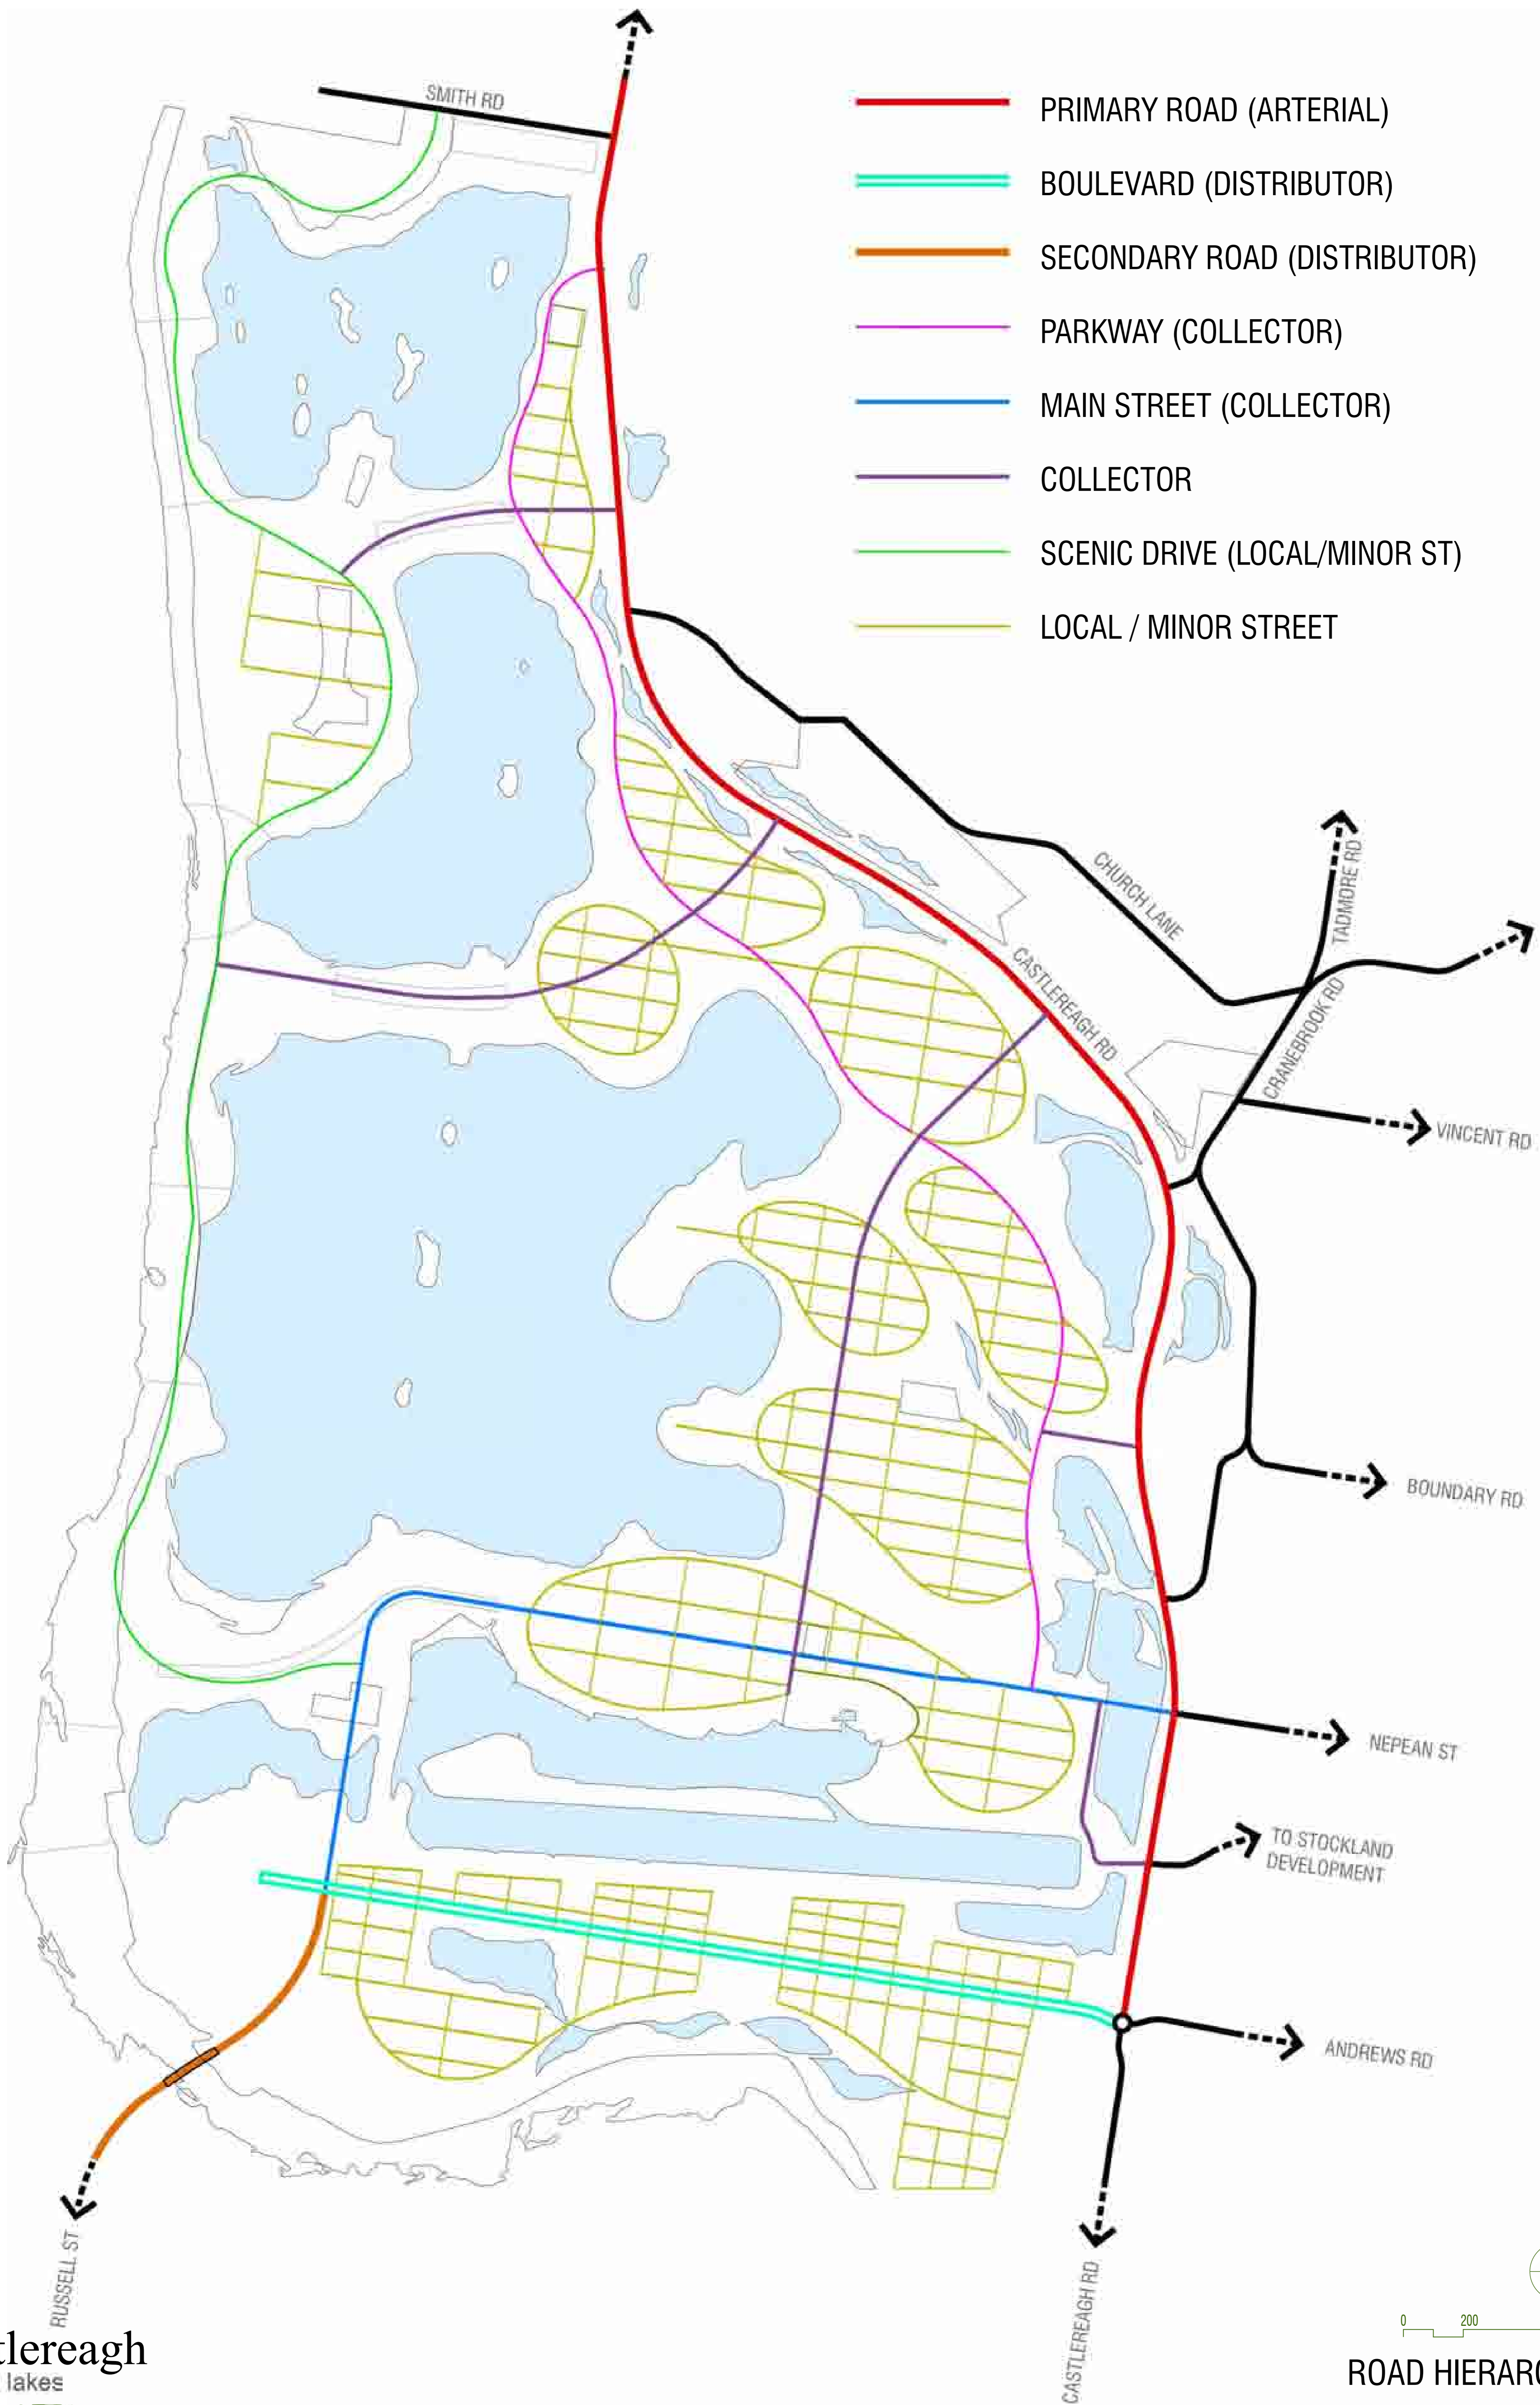 SMITH RD
PRIMARY ROAD (ARTERIAL)
BOULEVARD (DISTRIBUTOR)
SECONDARY ROAD (DISTRIBUTOR)
PARKWAY (COLLECTOR)
MAIN STREET (COLLECTOR)
COLLECTOR
SCENIC DRIVE (LOCAL/MINOR ST)
LOCAL / MINOR STREET
CHURCH LANE
TADMORE RD
CASTLEREAGH RD
CRANEBROOK RD
VINCENT RD
BOUNDARY RD
NEPEAN ST
TO STOCKLAND
DEVELOPMENT
ANDREWS RD
RUSSELL ST
CASTLEREAGH RD
tlereagh
lakes
0 200
ROAD HIERARC